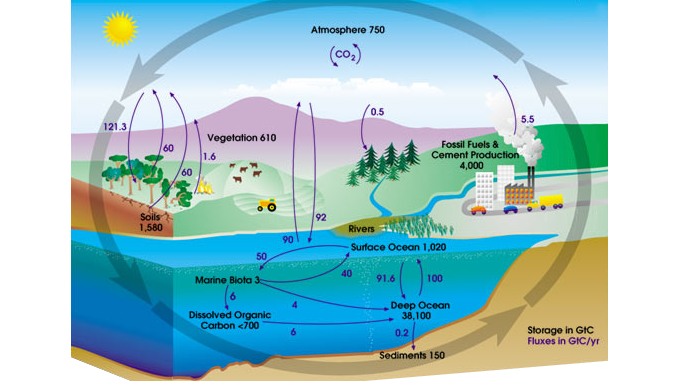 Atmosphere 750
CO₂
121.3
60
60
1.6
Vegetation 610
0.5
5.5
Fossil Fuels &
Cement Production
4,000
Soils
1,580
90
92
Rivers
Surface Ocean 1,020
50
40
91.6
100
Marine Biota 3
6
4
Dissolved Organic
Carbon <700
6
Deep Ocean
38,100
0.2
Sediments 150
Storage in GtC
Fluxes in GtC/yr